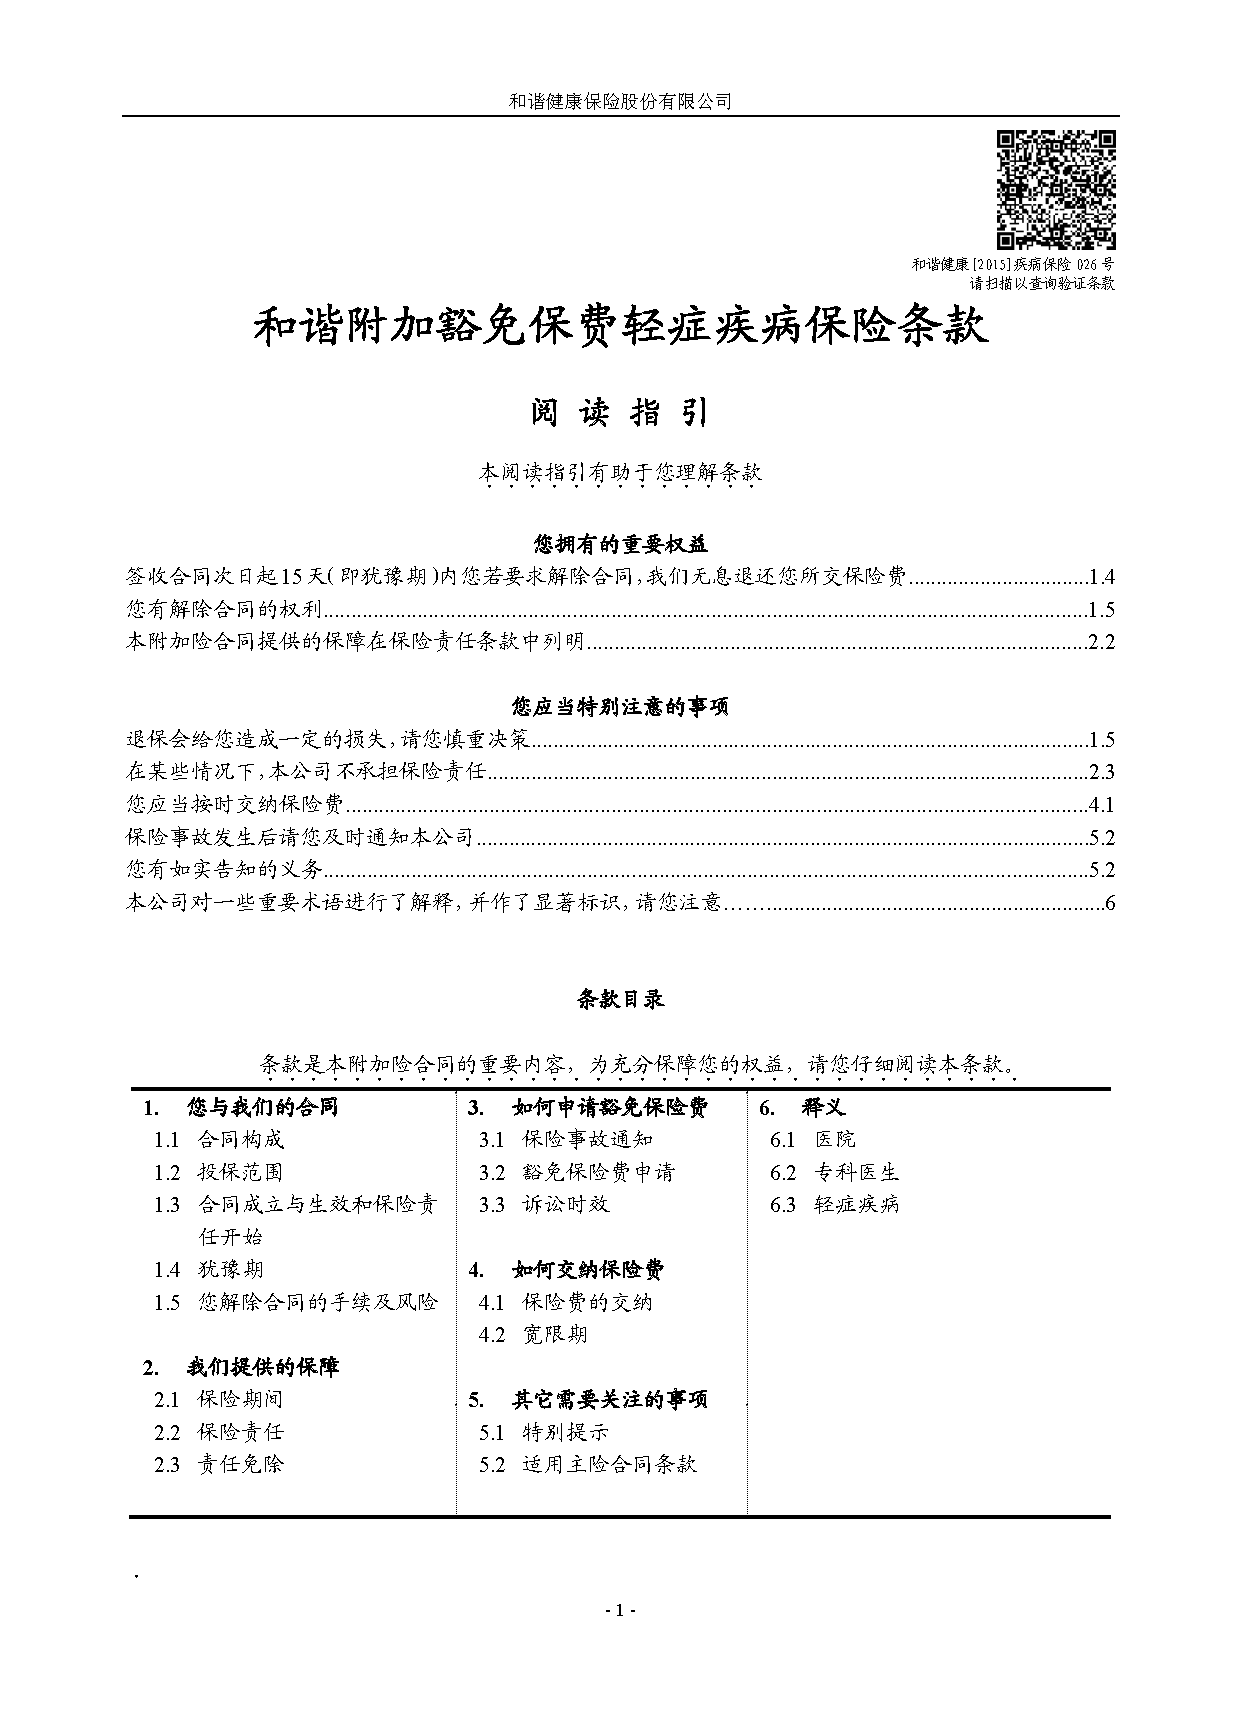 和谐健康保险股份有限公司
和谐健康[2015]疾病保险 026 号
请扫描以查询验证条款
和谐附加豁免保费轻症疾病保险条款
阅 读 指 引
本阅读指引有助于您理解条款
您拥有的重要权益
签收合同次日起15天(即犹豫期)内您若要求解除合同,我们无息退还您所交保险费................................1.4
您有解除合同的权利................................1.5
本附加险合同提供的保障在保险责任条款中列明................................2.2
您应当特别注意的事项
退保会给您造成一定的损失,请您慎重决策................................1.5
在某些情况下,本公司不承担保险责任................................2.3
您应当按时交纳保险费................................4.1
保险事故发生后请您及时通知本公司................................5.2
您有如实告知的义务................................5.2
本公司对一些重要术语进行了解释,并作了显著标识,请您注意…….................................6
条款目录
条款是本附加险合同的重要内容，为充分保障您的权益，请您仔细阅读本条款。
1. 您与我们的合同
1.1 合同构成
1.2 投保范围
1.3 合同成立与生效和保险责
任开始
1.4 犹豫期
1.5 您解除合同的手续及风险
2. 我们提供的保障
2.1 保险期间
2.2 保险责任
2.3 责任免除
3. 如何申请豁免保险费
3.1 保险事故通知
3.2 豁免保险费申请
3.3 诉讼时效
4. 如何交纳保险费
4.1 保险费的交纳
4.2 宽限期
5. 其它需要关注的事项
5.1 特别提示
5.2 适用主险合同条款
6. 释义
6.1 医院
6.2 专科医生
6.3 轻症疾病
- 1 -